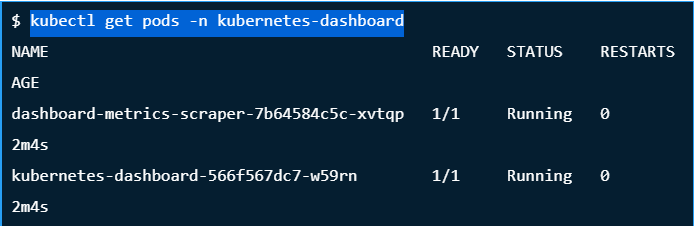 $ kubectl get pods -n kubernetes-dashboard
NAME READY STATUS RESTARTS
AGE
dashboard-metrics-scraper-7b64584c5c-xvtqp 1/1 Running 0
2m4s
kubernetes-dashboard-566f567dc7-w59rn 1/1 Running 0
2m4s